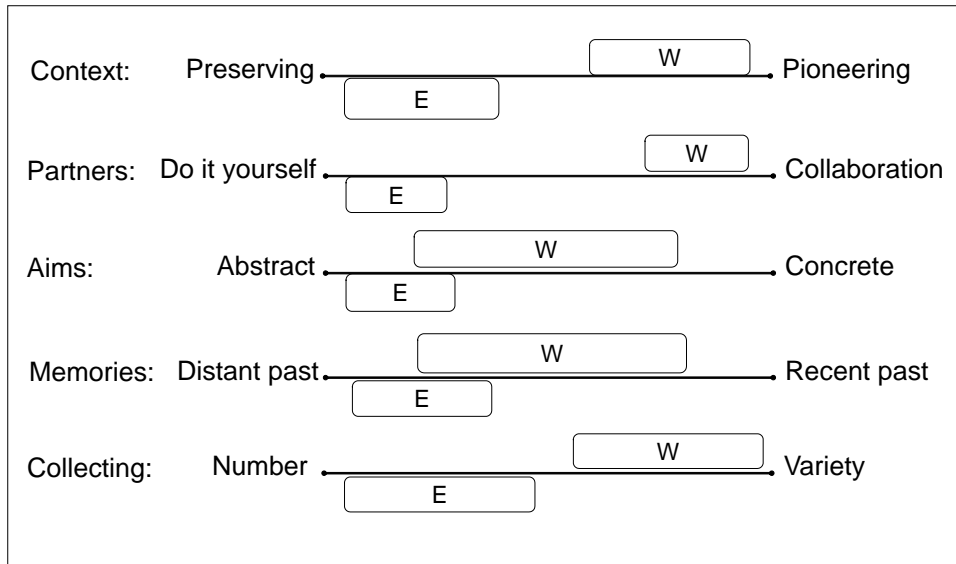 W
Context: Preserving Pioneering
E
W
Partners: Do it yourself Collaboration
E
W
Aims: Abstract Concrete
E
W
Memories: Distant past Recent past
E
W
Collecting: Number Variety
E